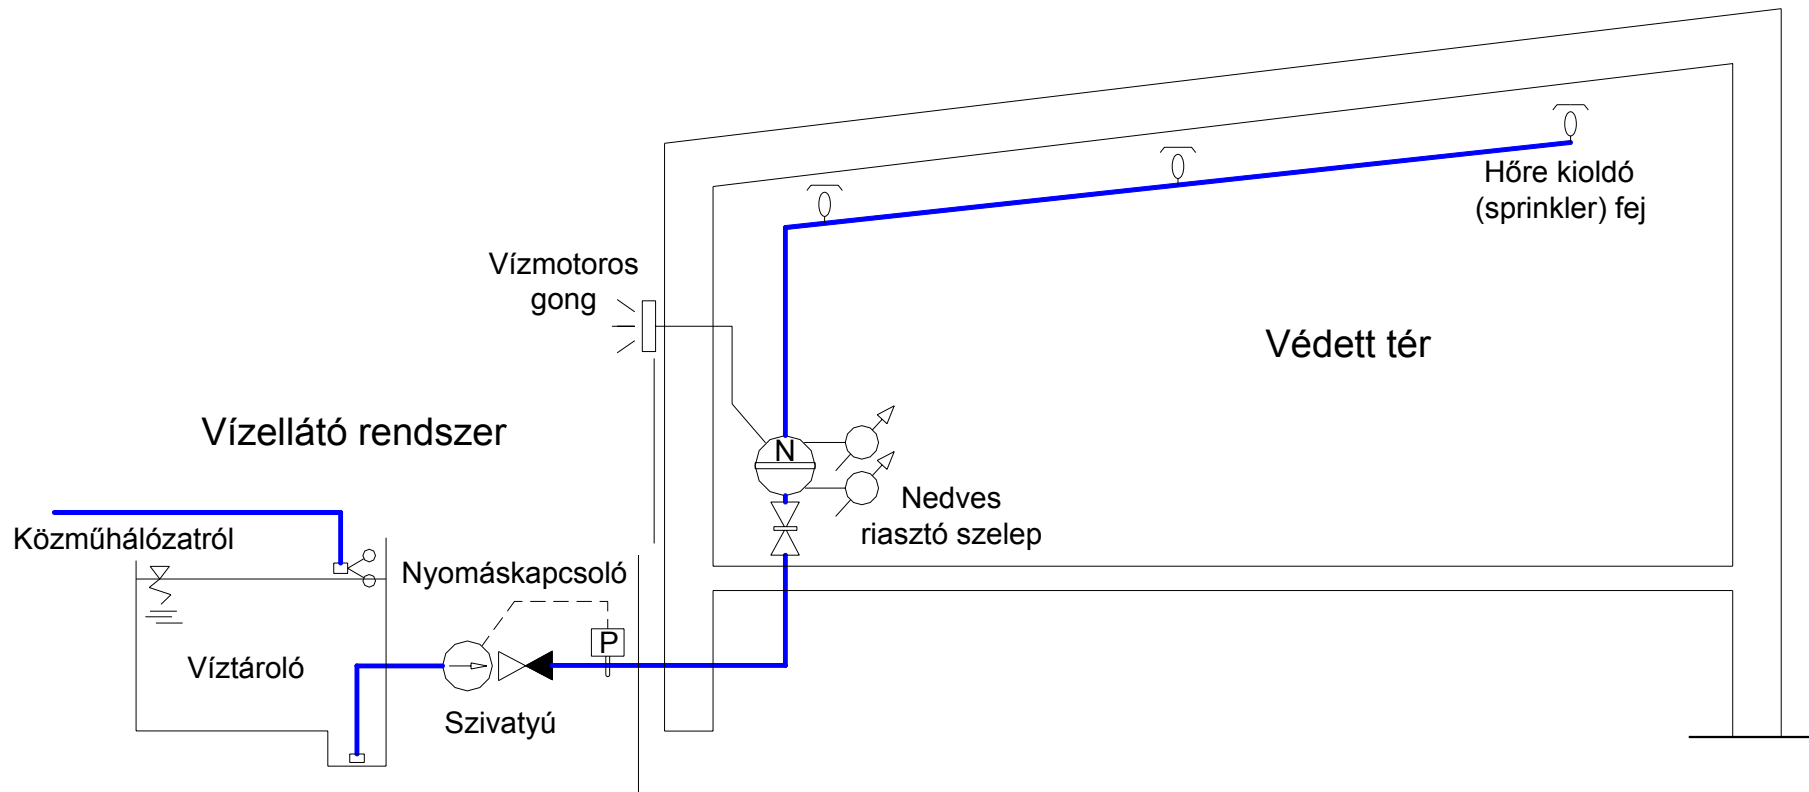 Hőre kioldó
(sprinkler) fej
Vízmotoros
gong
Védett tér
Vízellátó rendszer
N
Nedves
riasztó szelep
Közműhálózatról
Nyomáskapcsoló
P
Víztároló
Szivatyú